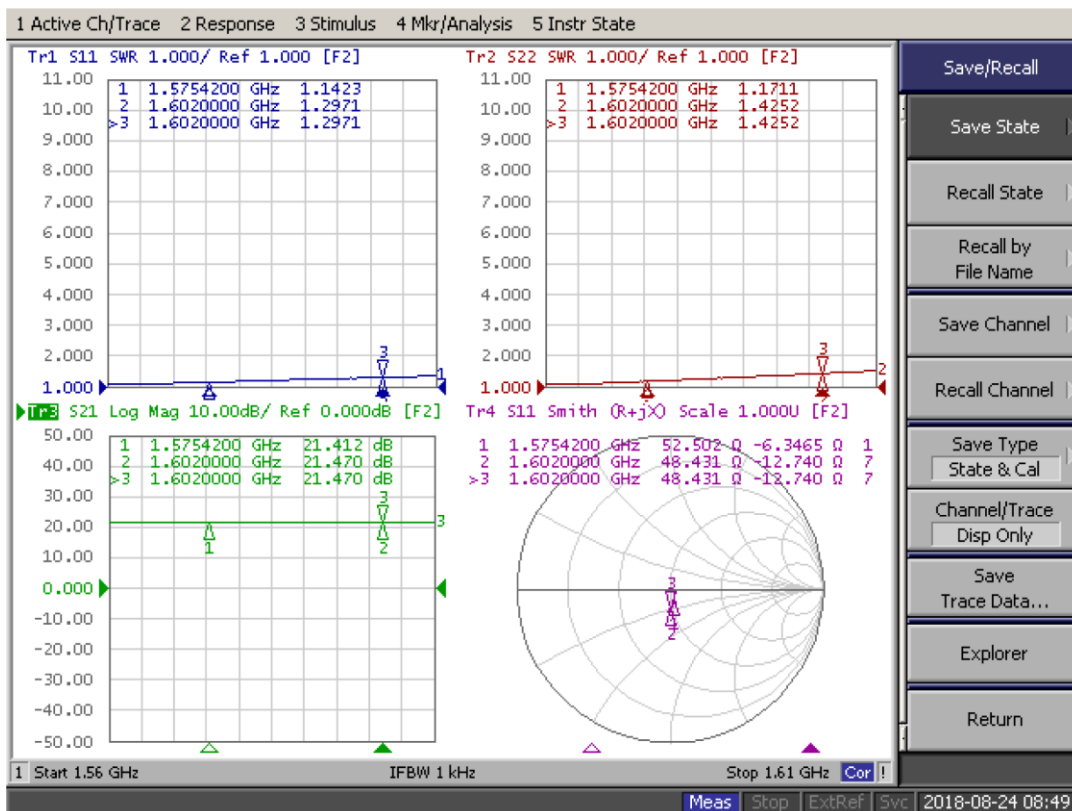 1 Active Ch/Trace 2 Response 3 Stimulus 4 Mkr/Analysis 5 Instr State
Tr1 S11 SWR 1.000/ Ref 1.000 [F2]
11.00
10.00
9.000
8.000
7.000
6.000
5.000
4.000
3.000
2.000
1.000
1 1.5754200 GHz 1.1423
2 1.6020000 GHz 1.2971
>3 1.6020000 GHz 1.2971
3
1
Tr2 S22 SWR 1.000/ Ref 1.000 [F2]
11.00
10.00
9.000
8.000
7.000
6.000
5.000
4.000
3.000
2.000
1.000
1 1.5754200 GHz 1.1711
2 1.6020000 GHz 1.4252
>3 1.6020000 GHz 1.4252
3
2
Tr3 S21 Log Mag 10.00dB/ Ref 0.000dB [F2]
50.00
40.00
30.00
20.00
10.00
0.000
-10.00
-20.00
-30.00
-40.00
-50.00
1 1.5754200 GHz 21.412 dB
2 1.6020000 GHz 21.470 dB
>3 1.6020000 GHz 21.470 dB
3
3
1
2
Tr4 S11 Smith (R+jX) Scale 1.000U [F2]
1 1.5754200 GHz 52.502 Ω -6.3465 Ω 1
2 1.6020000 GHz 48.431 Ω -12.740 Ω 7
>3 1.6020000 GHz 48.431 Ω -12.740 Ω 7
3
2
1 Start 1.56 GHz IFBW 1 kHz Stop 1.61 GHz Cor !
Save/Recall
Save State
Recall State
Recall by
File Name
Save Channel
Recall Channel
Save Type
State & Cal
Channel/Trace
Disp Only
Save
Trace Data...
Explorer
Return
Meas Stop ExtRef Svc 2018-08-24 08:49